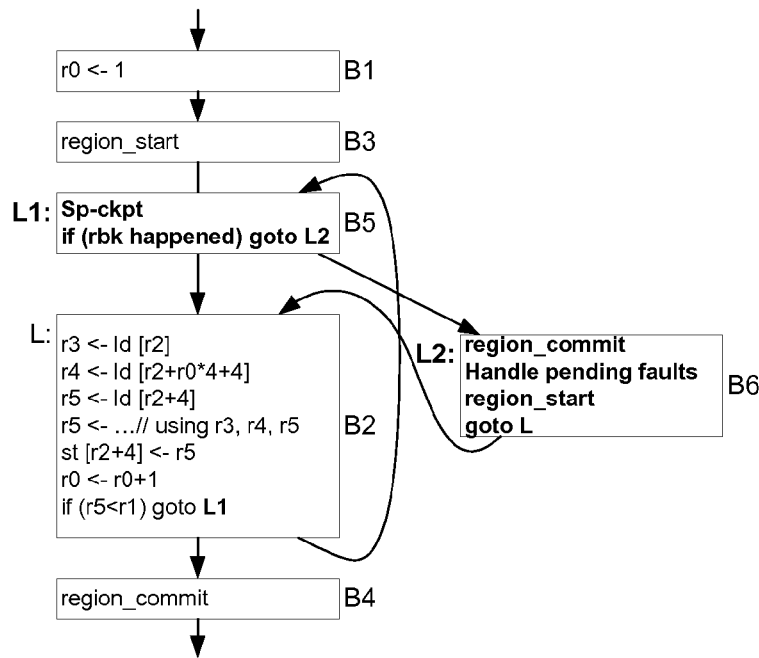 r0 <- 1
B1
region_start
B3
L1:
Sp-ckpt
if (rbk happened) goto L2
B5
L:
r3 <- ld [r2]
r4 <- ld [r2+r0*4+4]
r5 <- ld [r2+4]
r5 <- ...// using r3, r4, r5
st [r2+4] <- r5
r0 <- r0+1
if (r5<r1) goto L1
B2
L2:
region_commit
Handle pending faults
region_start
goto L
B6
region_commit
B4